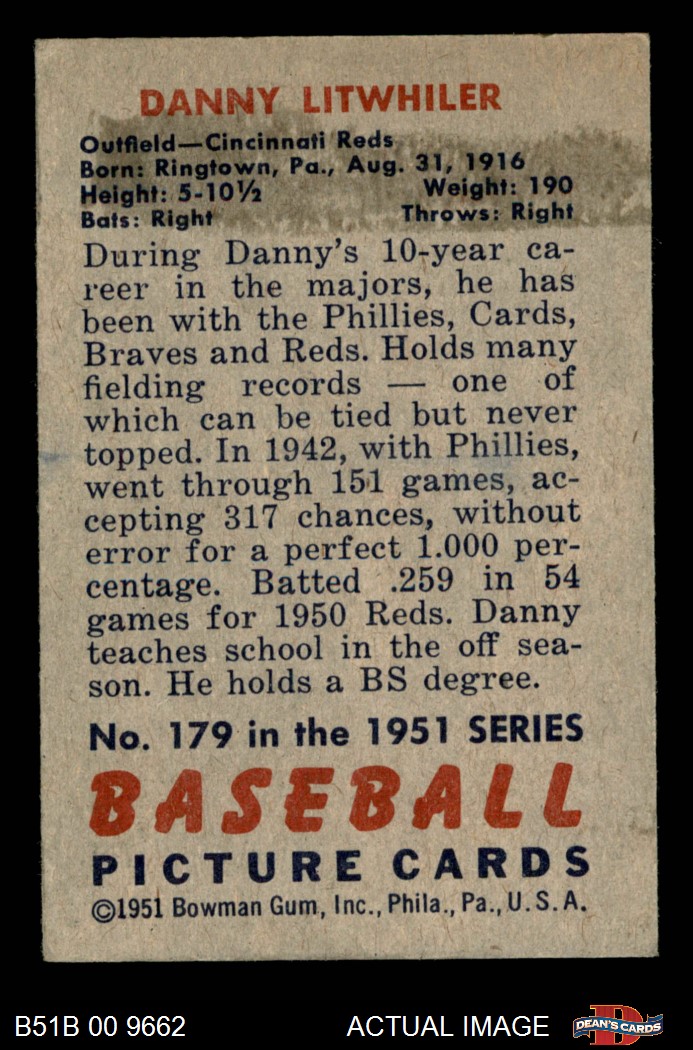 DANNY LITWHILER
Outfield—Cincinnati Reds
Born: Ringtown, Pa., Aug. 31, 1916
Height: 5-10½ Weight: 190
Bats: Right Throws: Right
During Danny's 10-year ca-
reer in the majors, he has
been with the Phillies, Cards,
Braves and Reds. Holds many
fielding records — one of
which can be tied but never
topped. In 1942, with Phillies,
went through 151 games, ac-
cepting 317 chances, without
error for a perfect 1.000 per-
centage. Batted .259 in 54
games for 1950 Reds. Danny
teaches school in the off sea-
son. He holds a BS degree.
No. 179 in the 1951 SERIES
BASEBALL
PICTURE CARDS
©1951 Bowman Gum, Inc., Phila., Pa., U.S.A.
B51B 00 9662 ACTUAL IMAGE D DEAN'S CARDS